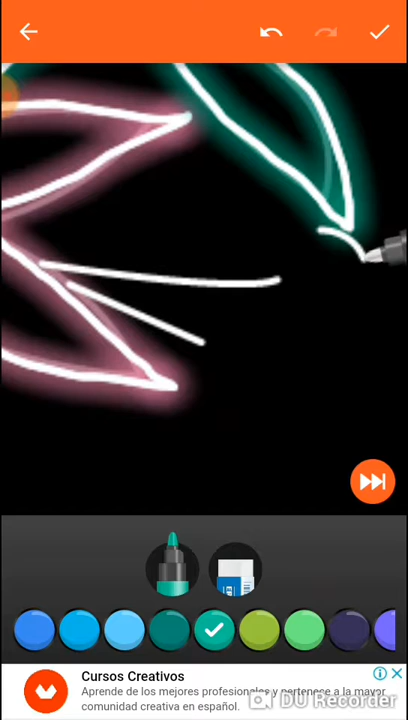 Cursos Creativos
Aprende de los mejores profesionales y pertenece a la mayor
comunidad creativa en español.
DU Recorder